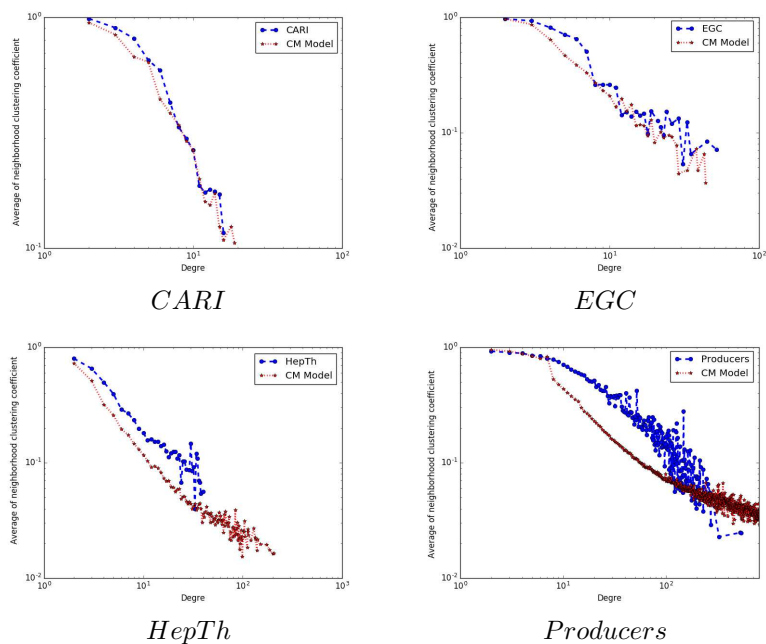 Average of neighborhood clustering coefficient
10^0
10^-1
CARI
CM Model
10^0
10^1
10^2
Degre
CARI
Average of neighborhood clustering coefficient
10^0
10^-1
10^-2
EGC
CM Model
10^0
10^1
10^2
Degre
EGC
Average of neighborhood clustering coefficient
10^0
10^-1
10^-2
HepTh
CM Model
10^0
10^1
10^2
10^3
Degre
HepTh
Average of neighborhood clustering coefficient
10^0
10^-1
10^-2
Producers
CM Model
10^0
10^1
10^2
Degre
Producers